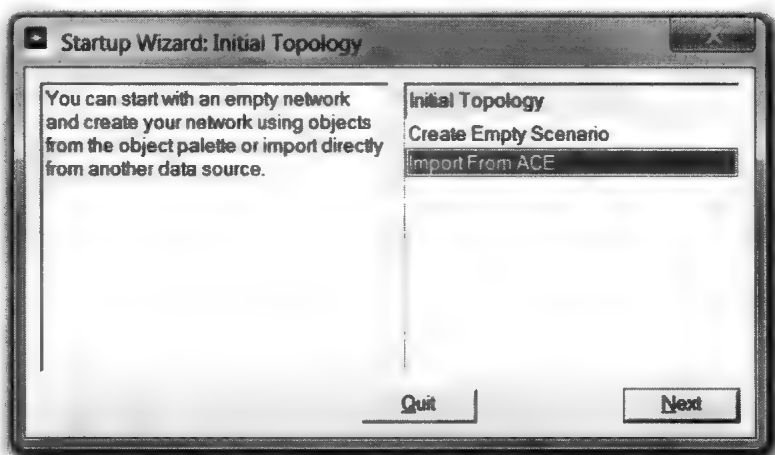 Startup Wizard: Initial Topology
You can start with an empty network
and create your network using objects
from the object palette or import directly
from another data source.
Initial Topology
Create Empty Scenario
Import From ACE
Quit
Next